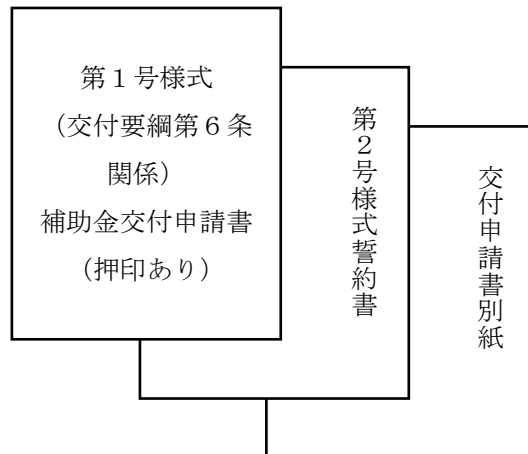 第１号様式
（交付要綱第６条
関係）
補助金交付申請書
（押印あり）
第２号様式誓約書
交付申請書別紙